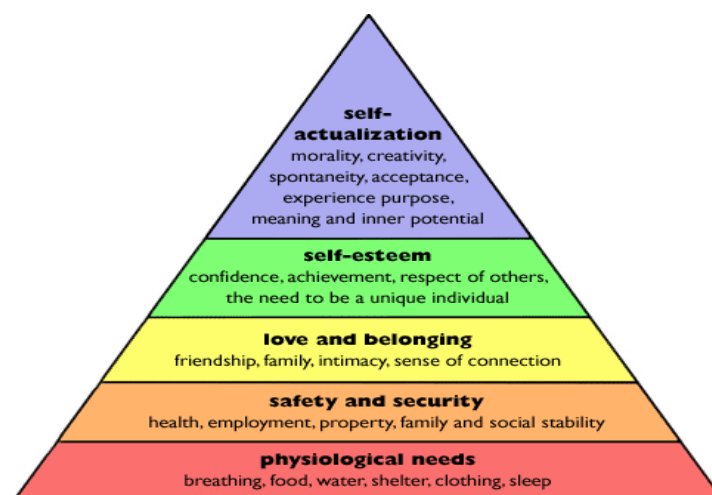 self-
actualization
morality, creativity,
spontaneity, acceptance,
experience purpose,
meaning and inner potential
self-esteem
confidence, achievement, respect of others,
the need to be a unique individual
love and belonging
friendship, family, intimacy, sense of connection
safety and security
health, employment, property, family and social stability
physiological needs
breathing, food, water, shelter, clothing, sleep